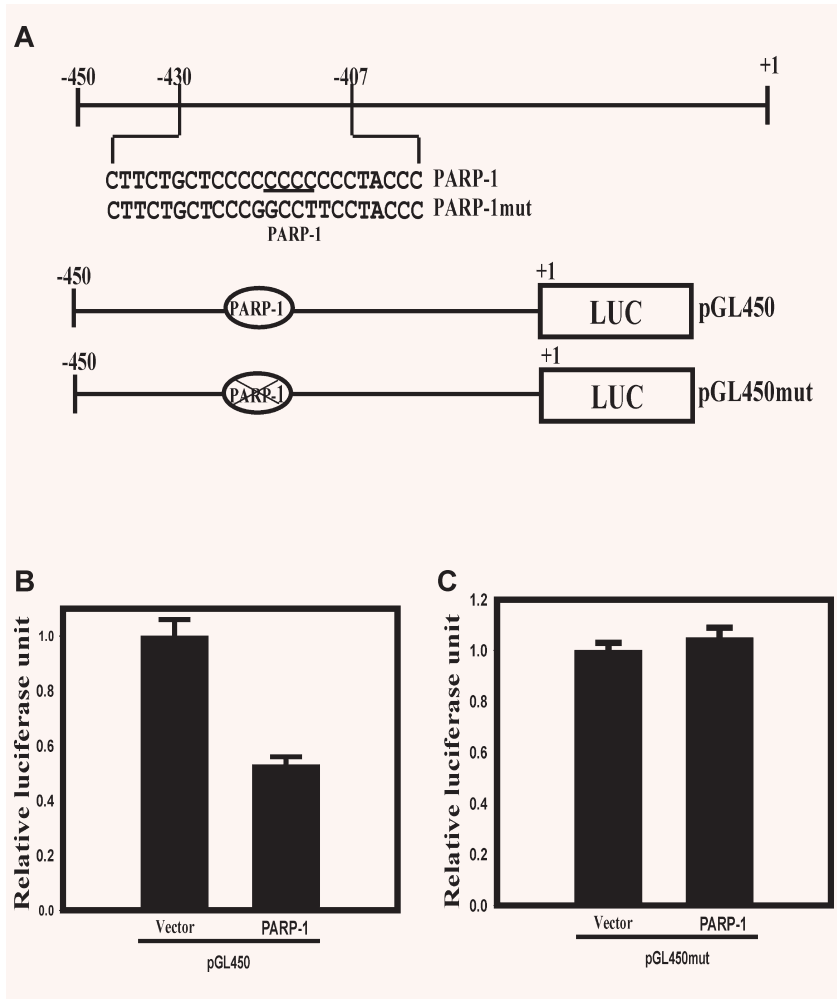 A
-450 -430 -407 +1
CTTCTGCTCCCCCCCCCCCTACCC PARP-1
CTTCTGCTCCCGGCCTTCCTACCC PARP-1mut
PARP-1
-450 +1
PARP-1 LUC pGL450
-450 +1
PARP-1 LUC pGL450mut
B
Relative luciferase unit
1.0
0.8
0.6
0.4
0.2
0.0
Vector PARP-1
pGL450
C
Relative luciferase unit
1.2
1.0
0.8
0.6
0.4
0.2
0.0
Vector PARP-1
pGL450mut